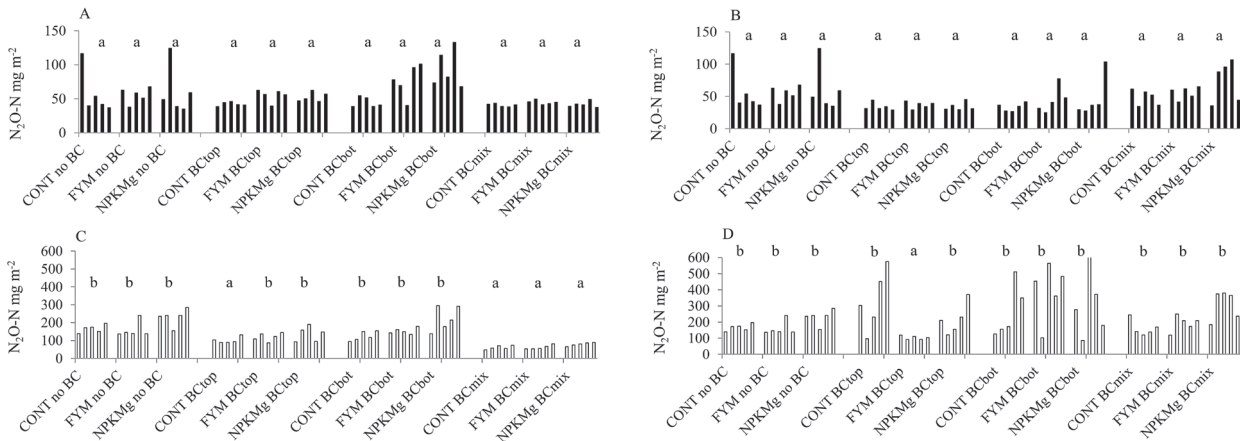 A
N₂O-N mg m⁻²
150
100
50
0
a a a a a a a a a a a a
CONT no BC
FYM no BC
NPKMg no BC
CONT BCtop
FYM BCtop
NPKMg BCtop
CONT BCbot
FYM BCbot
NPKMg BCbot
CONT BCmix
FYM BCmix
NPKMg BCmix
B
N₂O-N mg m⁻²
150
100
50
0
a a a a a a a a a a a a
CONT no BC
FYM no BC
NPKMg no BC
CONT BCtop
FYM BCtop
NPKMg BCtop
CONT BCbot
FYM BCbot
NPKMg BCbot
CONT BCmix
FYM BCmix
NPKMg BCmix
C
N₂O-N mg m⁻²
600
500
400
300
200
100
0
b b b a b b b b b a a a
CONT no BC
FYM no BC
NPKMg no BC
CONT BCtop
FYM BCtop
NPKMg BCtop
CONT BCbot
FYM BCbot
NPKMg BCbot
CONT BCmix
FYM BCmix
NPKMg BCmix
D
N₂O-N mg m⁻²
600
500
400
300
200
100
0
b b b b a b b b b b b b
CONT no BC
FYM no BC
NPKMg no BC
CONT BCtop
FYM BCtop
NPKMg BCtop
CONT BCbot
FYM BCbot
NPKMg BCbot
CONT BCmix
FYM BCmix
NPKMg BCmix